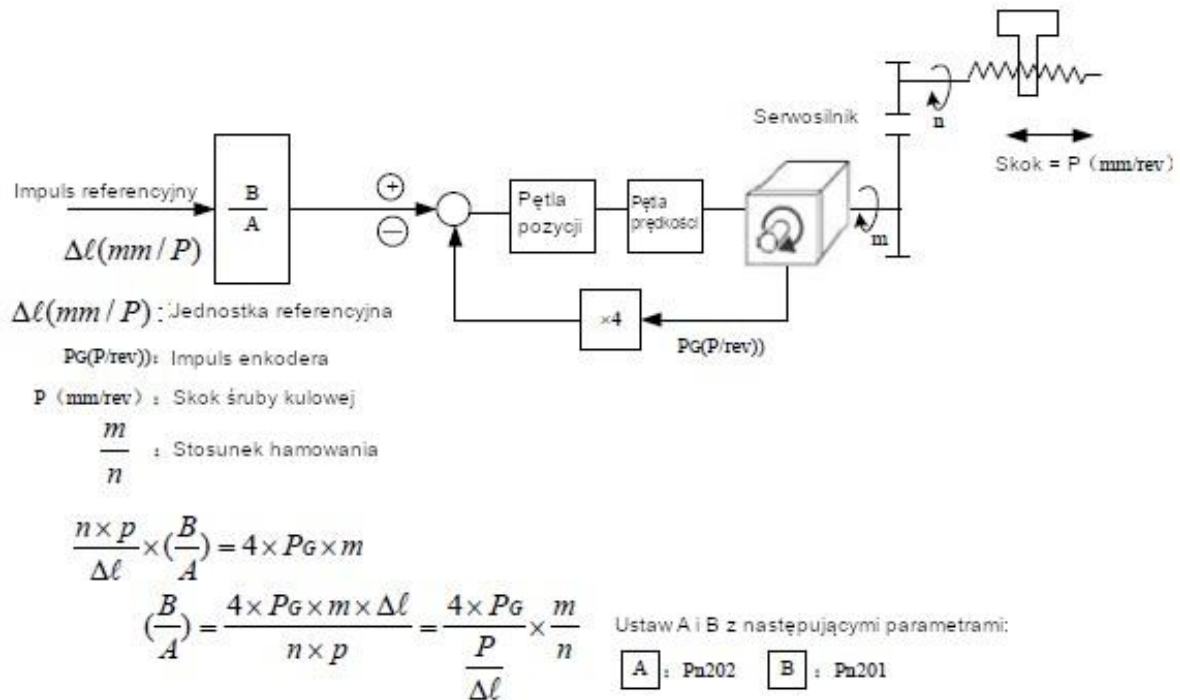 Serwosilnik
n
Skok = P (mm/rev)
Impuls referencyjny
B
A
+
−
Pętla
pozycji
Pętla
prędkości
m
Δℓ(mm / P)
×4
PG(P/rev))
Δℓ(mm / P) : Jednostka referencyjna
PG(P/rev)): Impuls enkodera
P (mm/rev) : Skok śruby kulowej
m/n : Stosunek hamowania
n × p / Δℓ × (B/A) = 4 × PG × m
(B/A) = 4 × PG × m × Δℓ / n × p = 4 × PG / P/Δℓ × m/n
Ustaw A i B z następującymi parametrami:
A : Pn202 B : Pn201